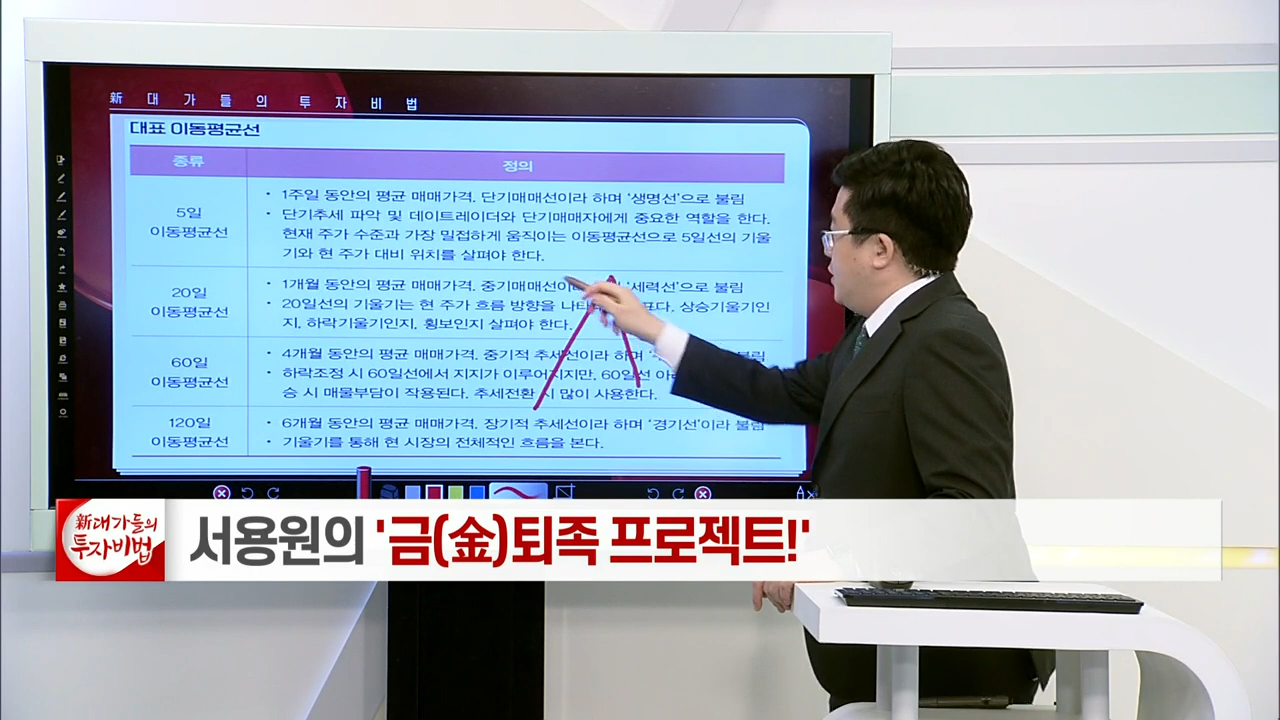 新 대 가 들 의 투 자 비 법
대표 이동평균선
종류 정의
5일
이동평균선
• 1주일 동안의 평균 매매가격, 단기매매선이라 하며 '생명선'으로 불림
• 단기추세 파악 및 데이트레이더와 단기매매자에게 중요한 역할을 한다.
현재 주가 수준과 가장 밀접하게 움직이는 이동평균선으로 5일선의 기울
기와 현 주가 대비 위치를 살펴야 한다.
20일
이동평균선
• 1개월 동안의 평균 매매가격, 중기매매선이 '세력선'으로 불림
• 20일선의 기울기는 현 주가 흐름 방향을 나타 표다. 상승기울기인
지, 하락기울기인지, 횡보인지 살펴야 한다.
60일
이동평균선
• 4개월 동안의 평균 매매가격, 중기적 추세선이라 하며 불림
• 하락조정 시 60일선에서 지지가 이루어지지만, 60일선
승 시 매물부담이 작용된다. 추세전환 시 많이 사용한다.
120일
이동평균선
• 6개월 동안의 평균 매매가격, 장기적 추세선이라 하며 '경기선'이라 불림
• 기울기를 통해 현 시장의 전체적인 흐름을 본다.
新대가들의
투자비법
서용원의 '금(金)퇴족 프로젝트!'